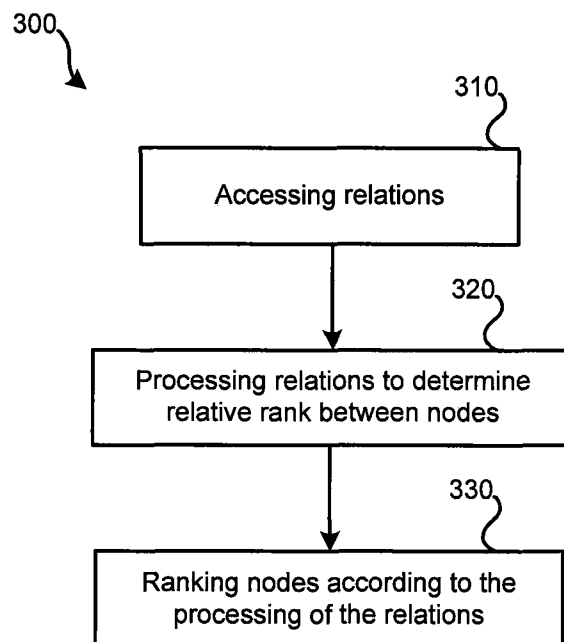 300
310
Accessing relations
320
Processing relations to determine
relative rank between nodes
330
Ranking nodes according to the
processing of the relations